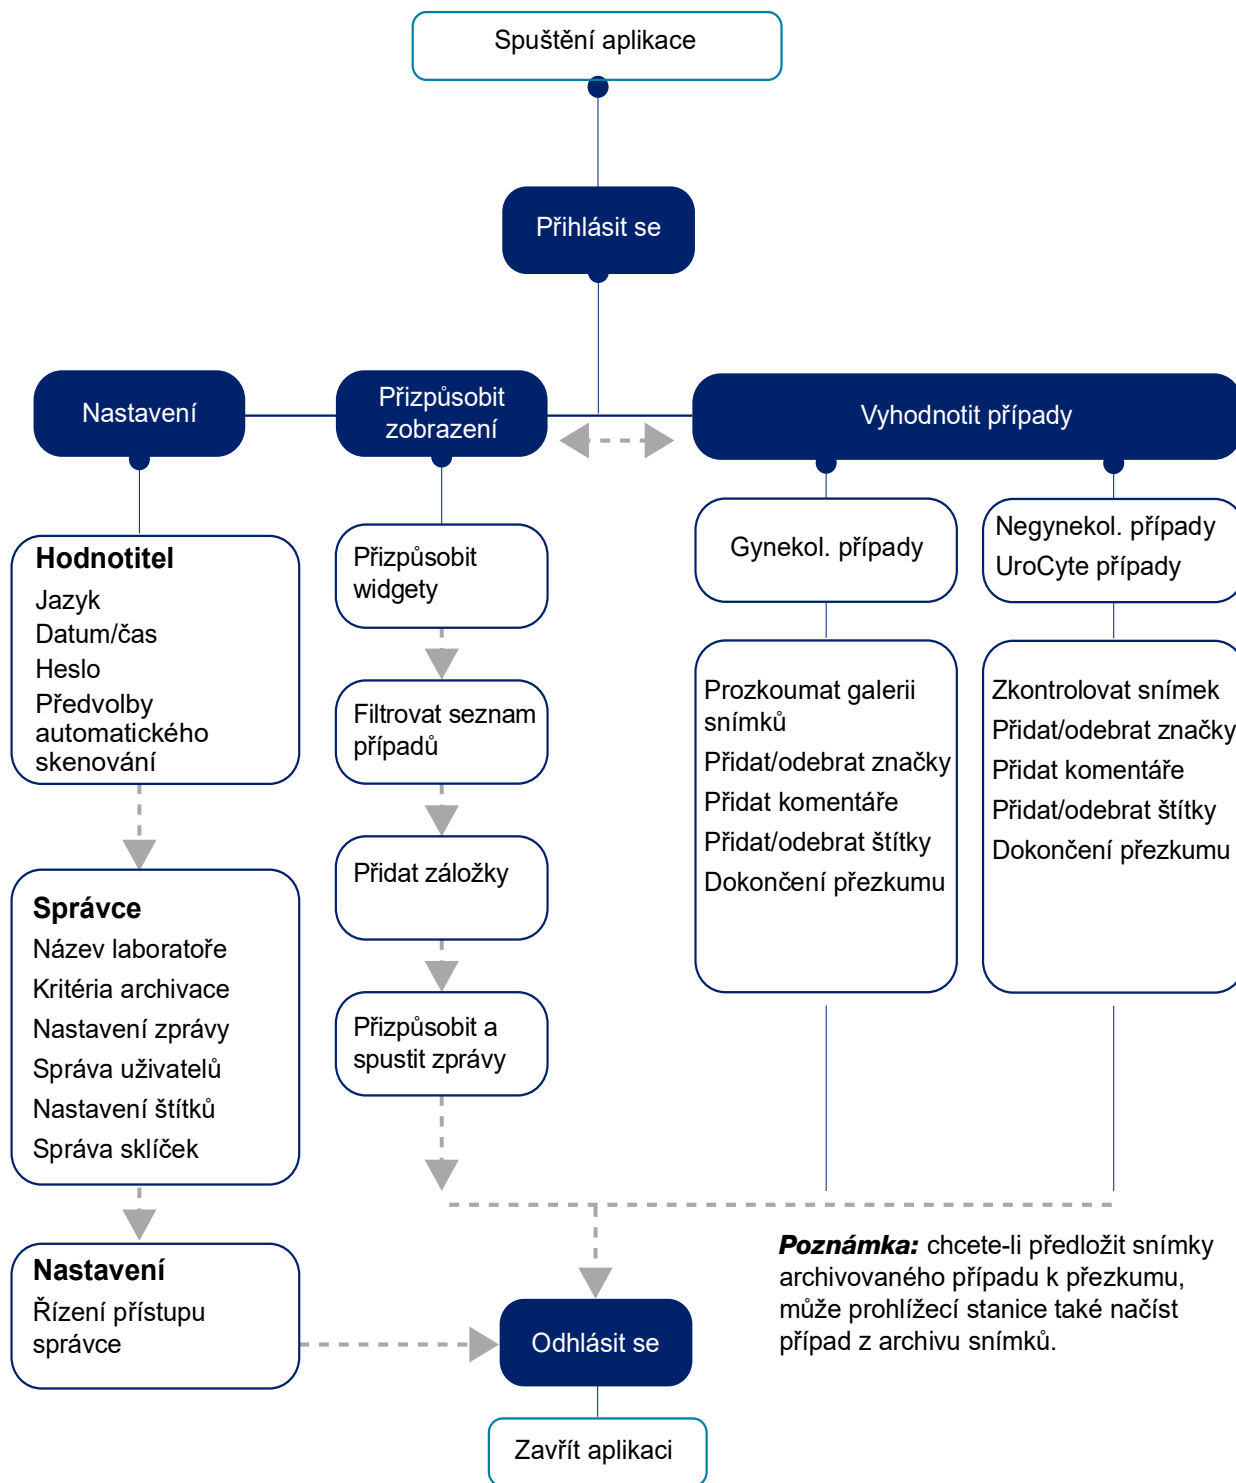 Spuštění aplikace
Přihlásit se
Nastavení
Přizpůsobit
zobrazení
Vyhodnotit případy
Hodnotitel
Jazyk
Datum/čas
Heslo
Předvolby
automatického
skenování
Správce
Název laboratoře
Kritéria archivace
Nastavení zprávy
Správa uživatelů
Nastavení štítků
Správa sklíček
Nastavení
Řízení přístupu
správce
Přizpůsobit
widgety
Filtrovat seznam
případů
Přidat záložky
Přizpůsobit a
spustit zprávy
Gynekol. případy
Prozkoumat galerii
snímků
Přidat/odebrat značky
Přidat komentáře
Přidat/odebrat štítky
Dokončení přezkumu
Negynekol. případy
UroCyte případy
Zkontrolovat snímek
Přidat/odebrat značky
Přidat komentáře
Přidat/odebrat štítky
Dokončení přezkumu
Poznámka: chcete-li předložit snímky
archivovaného případu k přezkumu,
může prohlížecí stanice také načíst
případ z archivu snímků.
Odhlásit se
Zavřít aplikaci